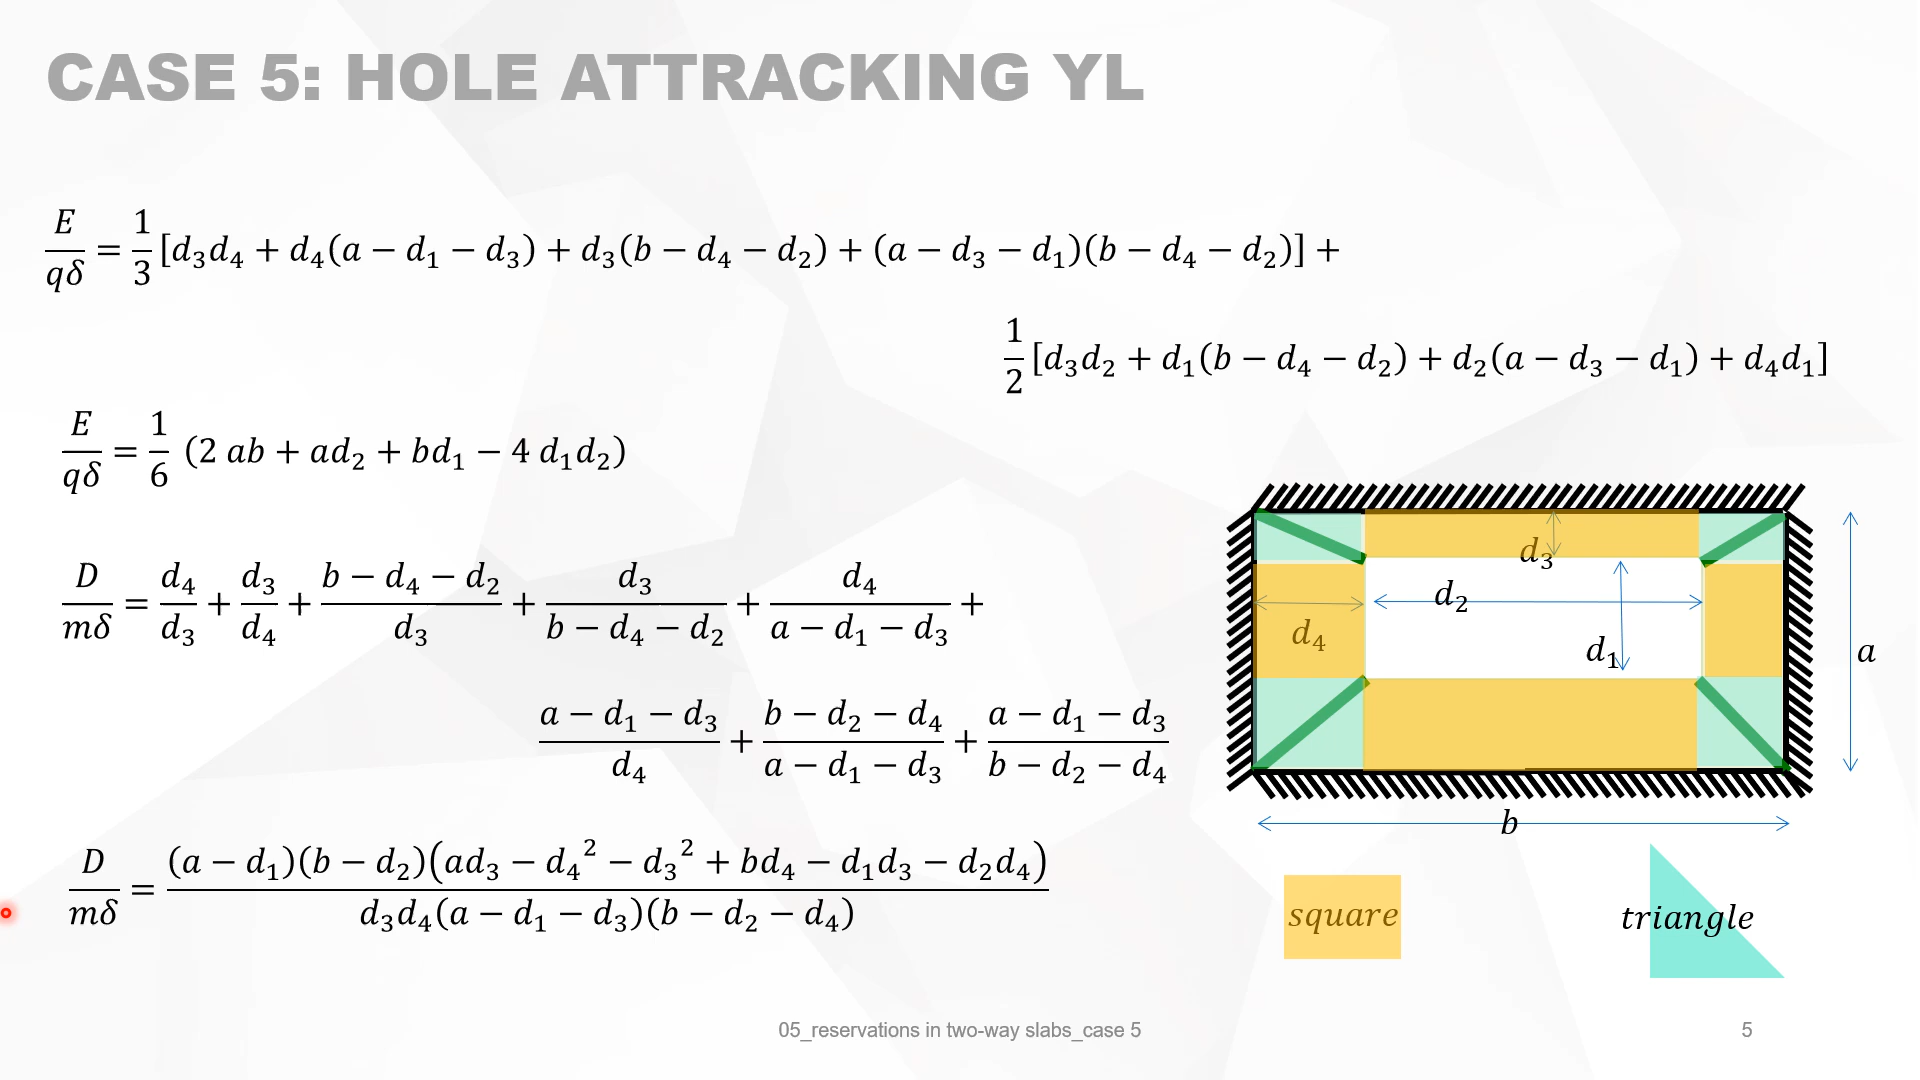 CASE 5: HOLE ATTRACKING YL
E/(qδ) = 1/3 [d₃d₄ + d₄(a − d₁ − d₃) + d₃(b − d₄ − d₂) + (a − d₃ − d₁)(b − d₄ − d₂)] +
1/2 [d₃d₂ + d₁(b − d₄ − d₂) + d₂(a − d₃ − d₁) + d₄d₁]
E/(qδ) = 1/6 (2 ab + ad₂ + bd₁ − 4 d₁d₂)
D/(mδ) = d₄/d₃ + d₃/d₄ + (b − d₄ − d₂)/d₃ + d₃/(b − d₄ − d₂) + d₄/(a − d₁ − d₃) +
(a − d₁ − d₃)/d₄ + (b − d₂ − d₄)/(a − d₁ − d₃) + (a − d₁ − d₃)/(b − d₂ − d₄)
D/(mδ) = (a − d₁)(b − d₂)(ad₃ − d₄² − d₃² + bd₄ − d₁d₃ − d₂d₄)/(d₃d₄(a − d₁ − d₃)(b − d₂ − d₄))
d₃
d₂
d₄
d₁
a
b
square
triangle
05_reservations in two-way slabs_case 5
5